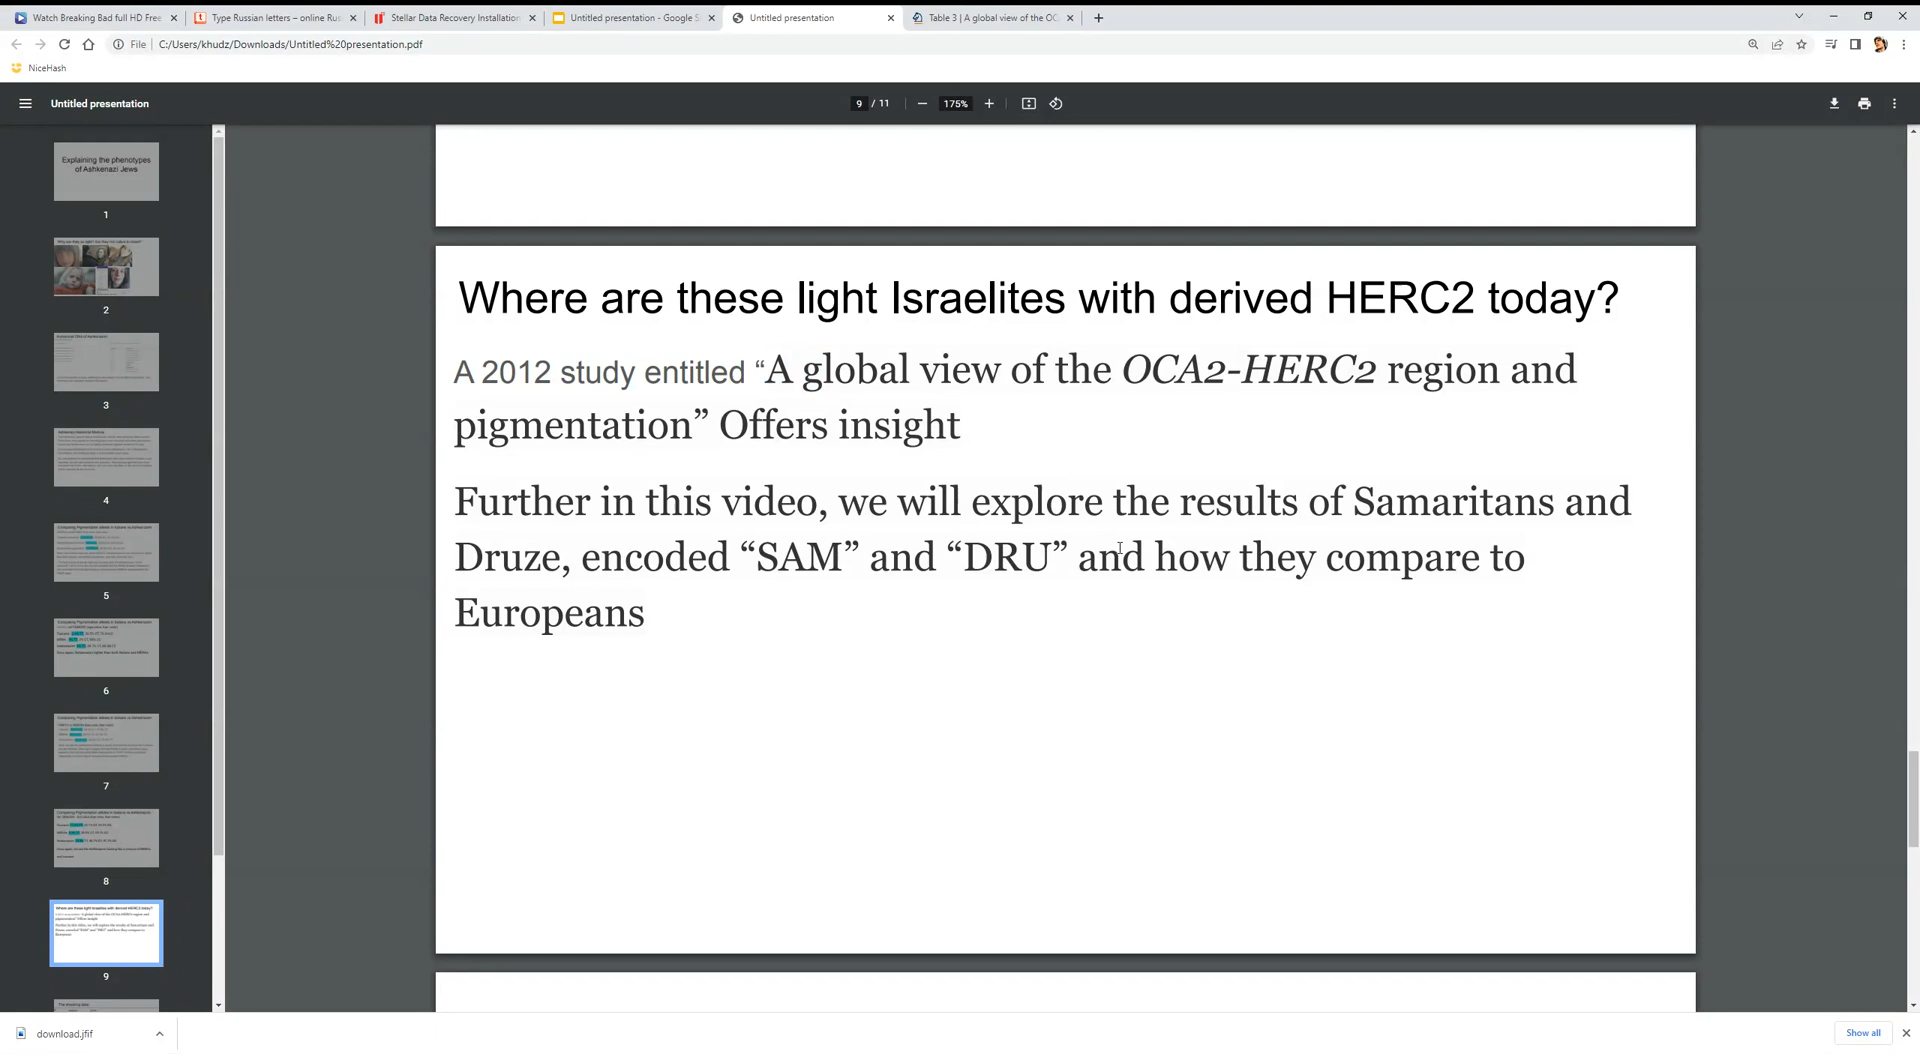 Watch Breaking Bad full HD Free
Type Russian letters – online Rus
Stellar Data Recovery Installation
Untitled presentation - Google S
Untitled presentation
Table 3 | A global view of the OC
File
C:/Users/khudz/Downloads/Untitled%20presentation.pdf
NiceHash
Untitled presentation
9 / 11
175%
Explaining the phenotypes
of Ashkenazi Jews
1
2
3
4
5
6
7
8
9
Where are these light Israelites with derived HERC2 today?
A 2012 study entitled “A global view of the OCA2-HERC2 region and
pigmentation” Offers insight
Further in this video, we will explore the results of Samaritans and
Druze, encoded “SAM” and “DRU” and how they compare to
Europeans
download.jfif
Show all